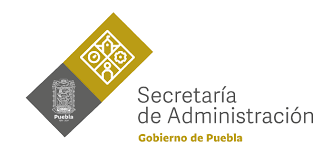 Puebla
Secretaría
de Administración
Gobierno de Puebla